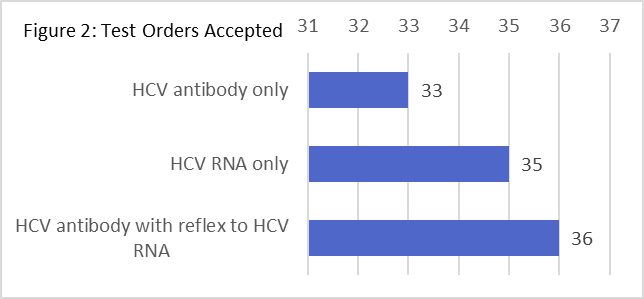 Figure 2: Test Orders Accepted
31 32 33 34 35 36 37
HCV antibody only 33
HCV RNA only 35
HCV antibody with reflex to HCV
RNA 36